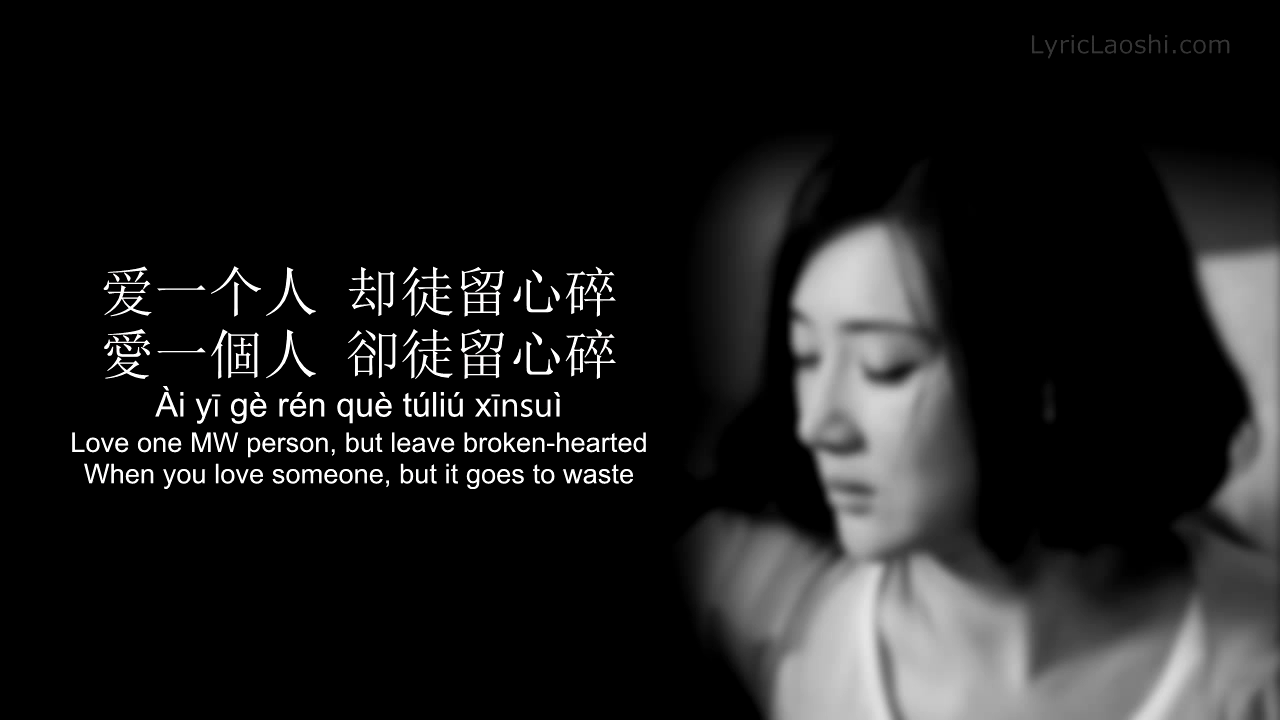 LyricLaoshi.com
爱一个人 却徒留心碎
愛一個人 卻徒留心碎
Ài yī gè rén què túliú xīnsuì
Love one MW person, but leave broken-hearted
When you love someone, but it goes to waste